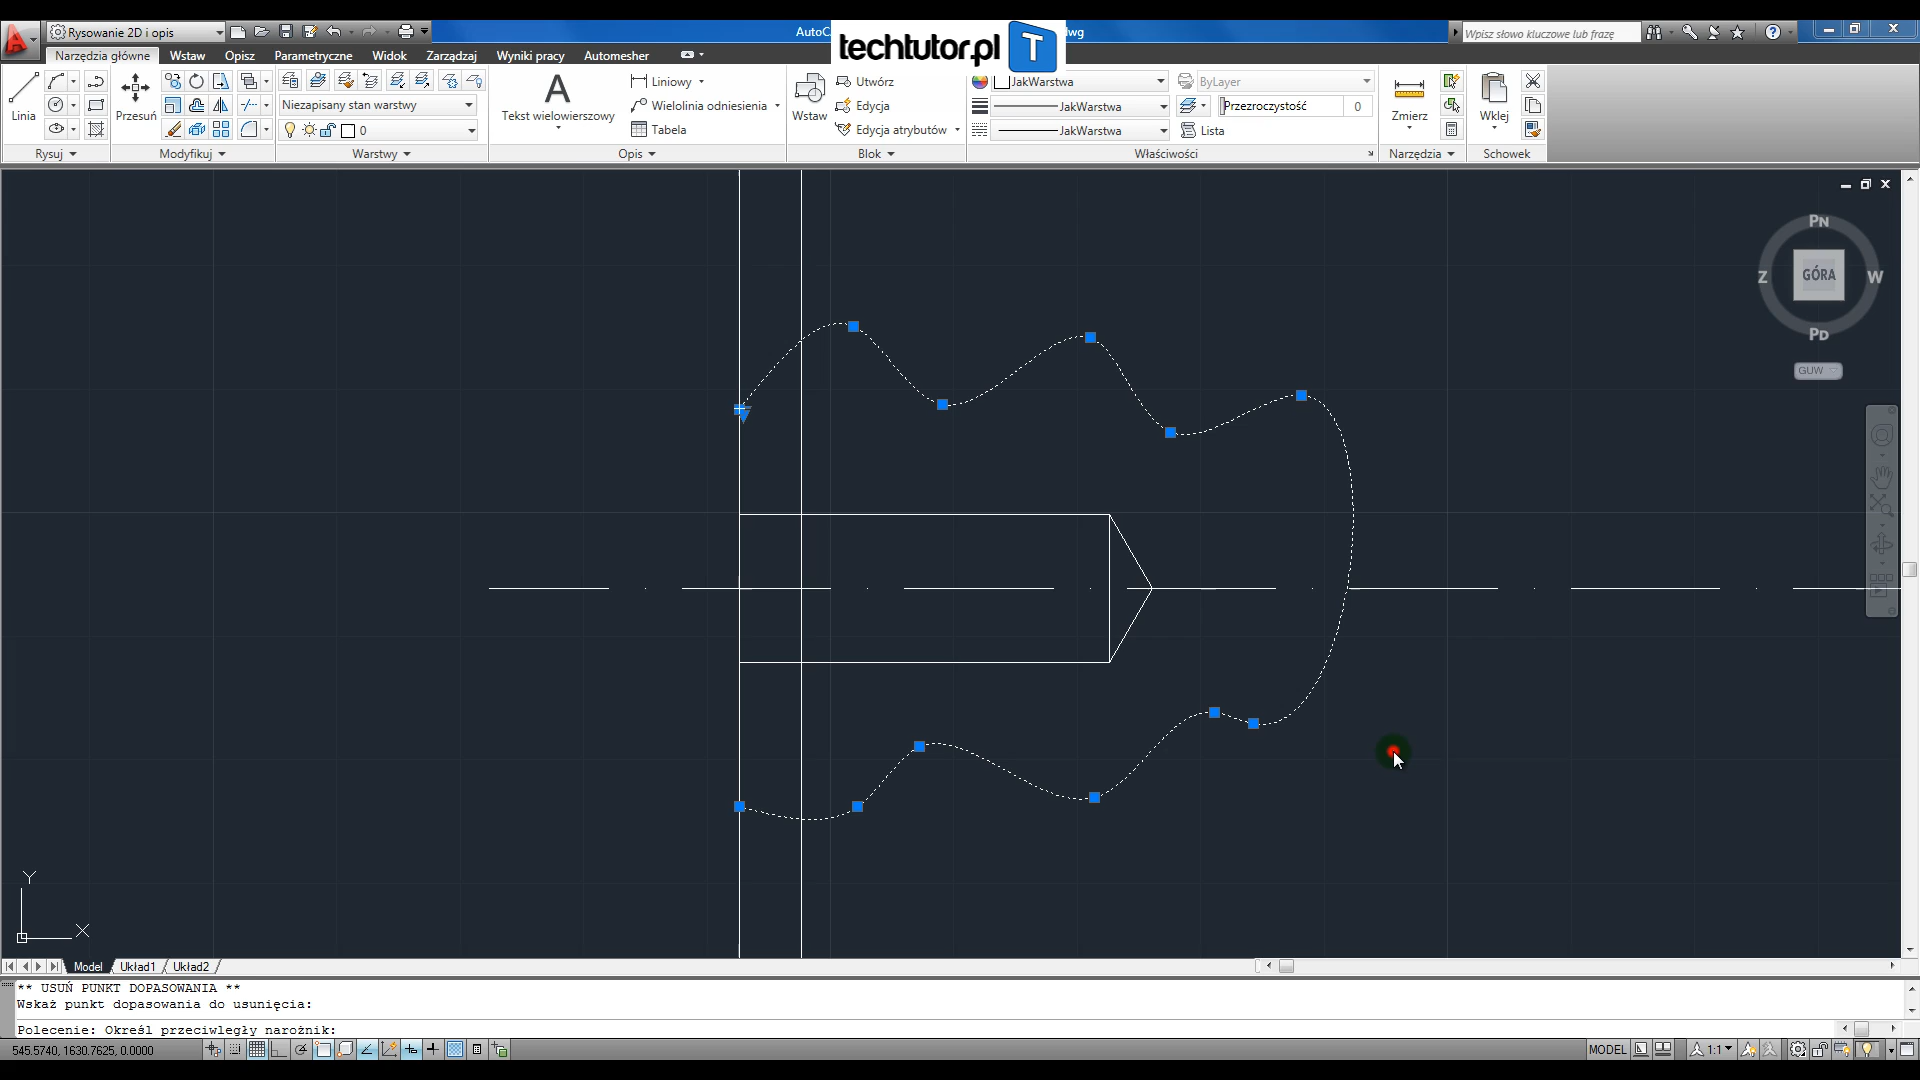 Rysowanie 2D i opis
AutoC
techtutor.pl
T
wg
Wpisz słowo kluczowe lub frazę
Narzędzia główne
Wstaw
Opisz
Parametryczne
Widok
Zarządzaj
Wyniki pracy
Automesher
Linia
Przesuń
Niezapisany stan warstwy
0
A
Tekst wielowierszowy
Liniowy
Wielolinia odniesienia
Tabela
Wstaw
Utwórz
Edycja
Edycja atrybutów
JakWarstwa
JakWarstwa
JakWarstwa
ByLayer
Przezroczystość 0
Lista
Zmierz
Wklej
Rysuj
Modyfikuj
Warstwy
Opis
Blok
Właściwości
Narzędzia
Schowek
PN
Z
GÓRA
W
PD
GUW
Y
X
Model
Układ1
Układ2
** USUŃ PUNKT DOPASOWANIA **
Wskaż punkt dopasowania do usunięcia:
Polecenie: Określ przeciwległy narożnik:
545.5740, 1630.7625, 0.0000
MODEL
1:1